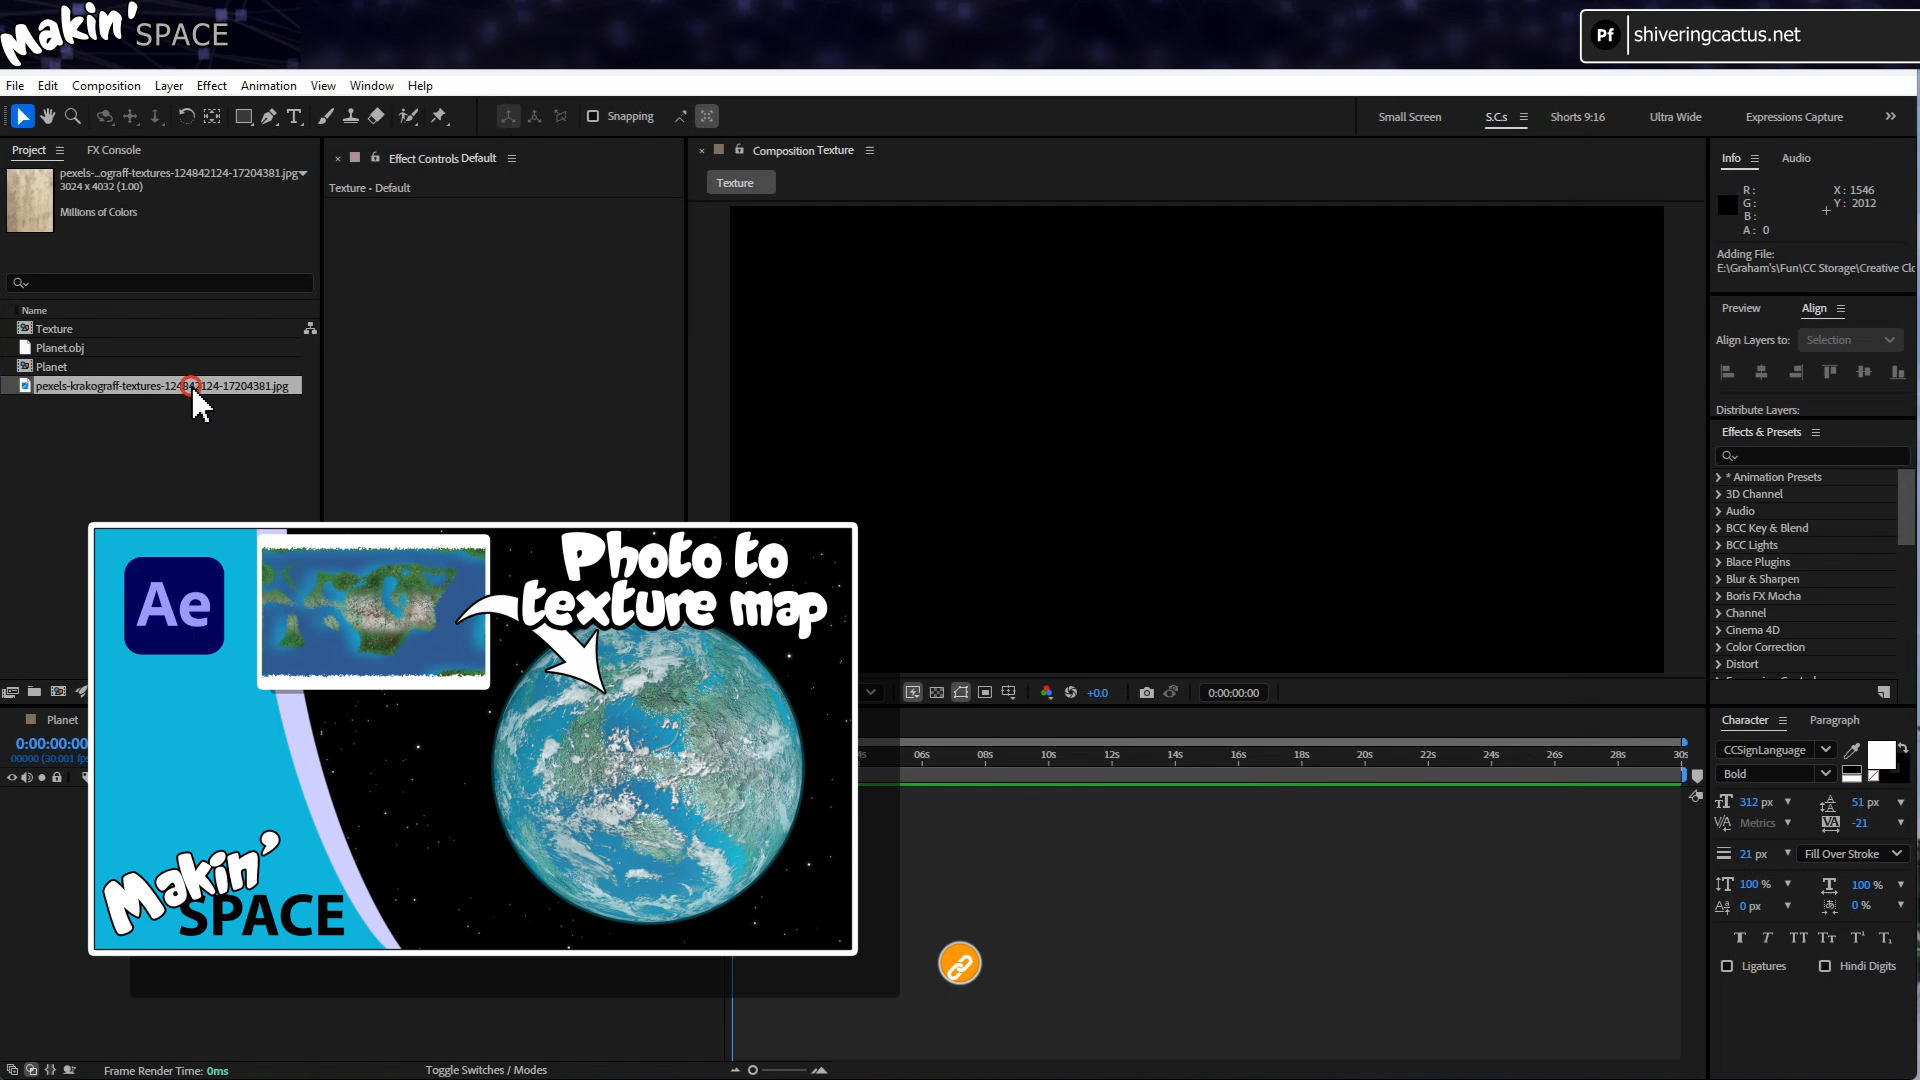 Makin' SPACE
Pf shiveringcactus.net
File Edit Composition Layer Effect Animation View Window Help
Snapping
Small Screen S.C.s Shorts 9:16 Ultra Wide Expressions Capture
Project FX Console
pexels-...ograff-textures-124842124-17204381.jpg
3024 x 4032 (1.00)
Millions of Colors
Name
Texture
Planet.obj
Planet
pexels-krakograff-textures-124842124-17204381.jpg
Effect Controls Default
Texture • Default
Composition Texture
Texture
Info Audio
R:
G:
B:
A: 0
X: 1546
Y: 2012
Adding File:
E:\Graham's\Fun\CC Storage\Creative Clo
Preview Align
Align Layers to: Selection
Distribute Layers:
Effects & Presets
* Animation Presets
3D Channel
Audio
BCC Key & Blend
BCC Lights
Blace Plugins
Blur & Sharpen
Boris FX Mocha
Channel
Cinema 4D
Color Correction
Distort
Ae
Photo to
texture map
Makin'
SPACE
+0.0 0:00:00:00
Planet
0:00:00:00
00000 (30.001 fps
06s 08s 10s 12s 14s 16s 18s 20s 22s 24s 26s 28s 30s
Character Paragraph
CCSignLanguage
Bold
312 px 51 px
Metrics -21
21 px Fill Over Stroke
100 % 100 %
0 px 0 %
Ligatures Hindi Digits
Frame Render Time: 0ms
Toggle Switches / Modes